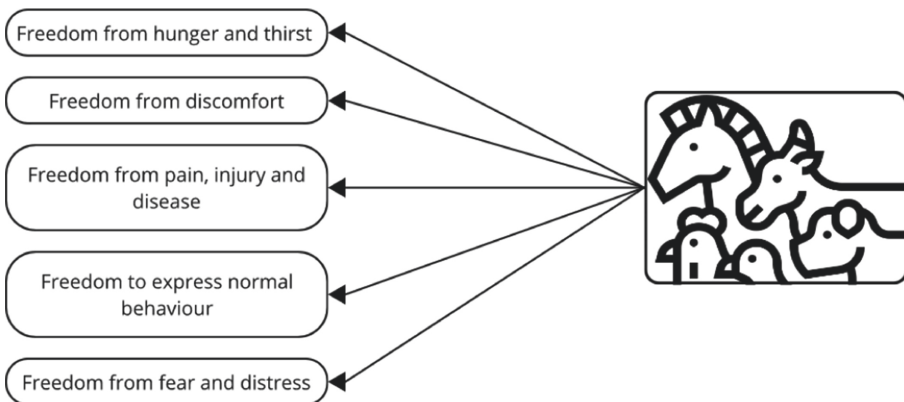 Freedom from hunger and thirst
Freedom from discomfort
Freedom from pain, injury and
disease
Freedom to express normal
behaviour
Freedom from fear and distress